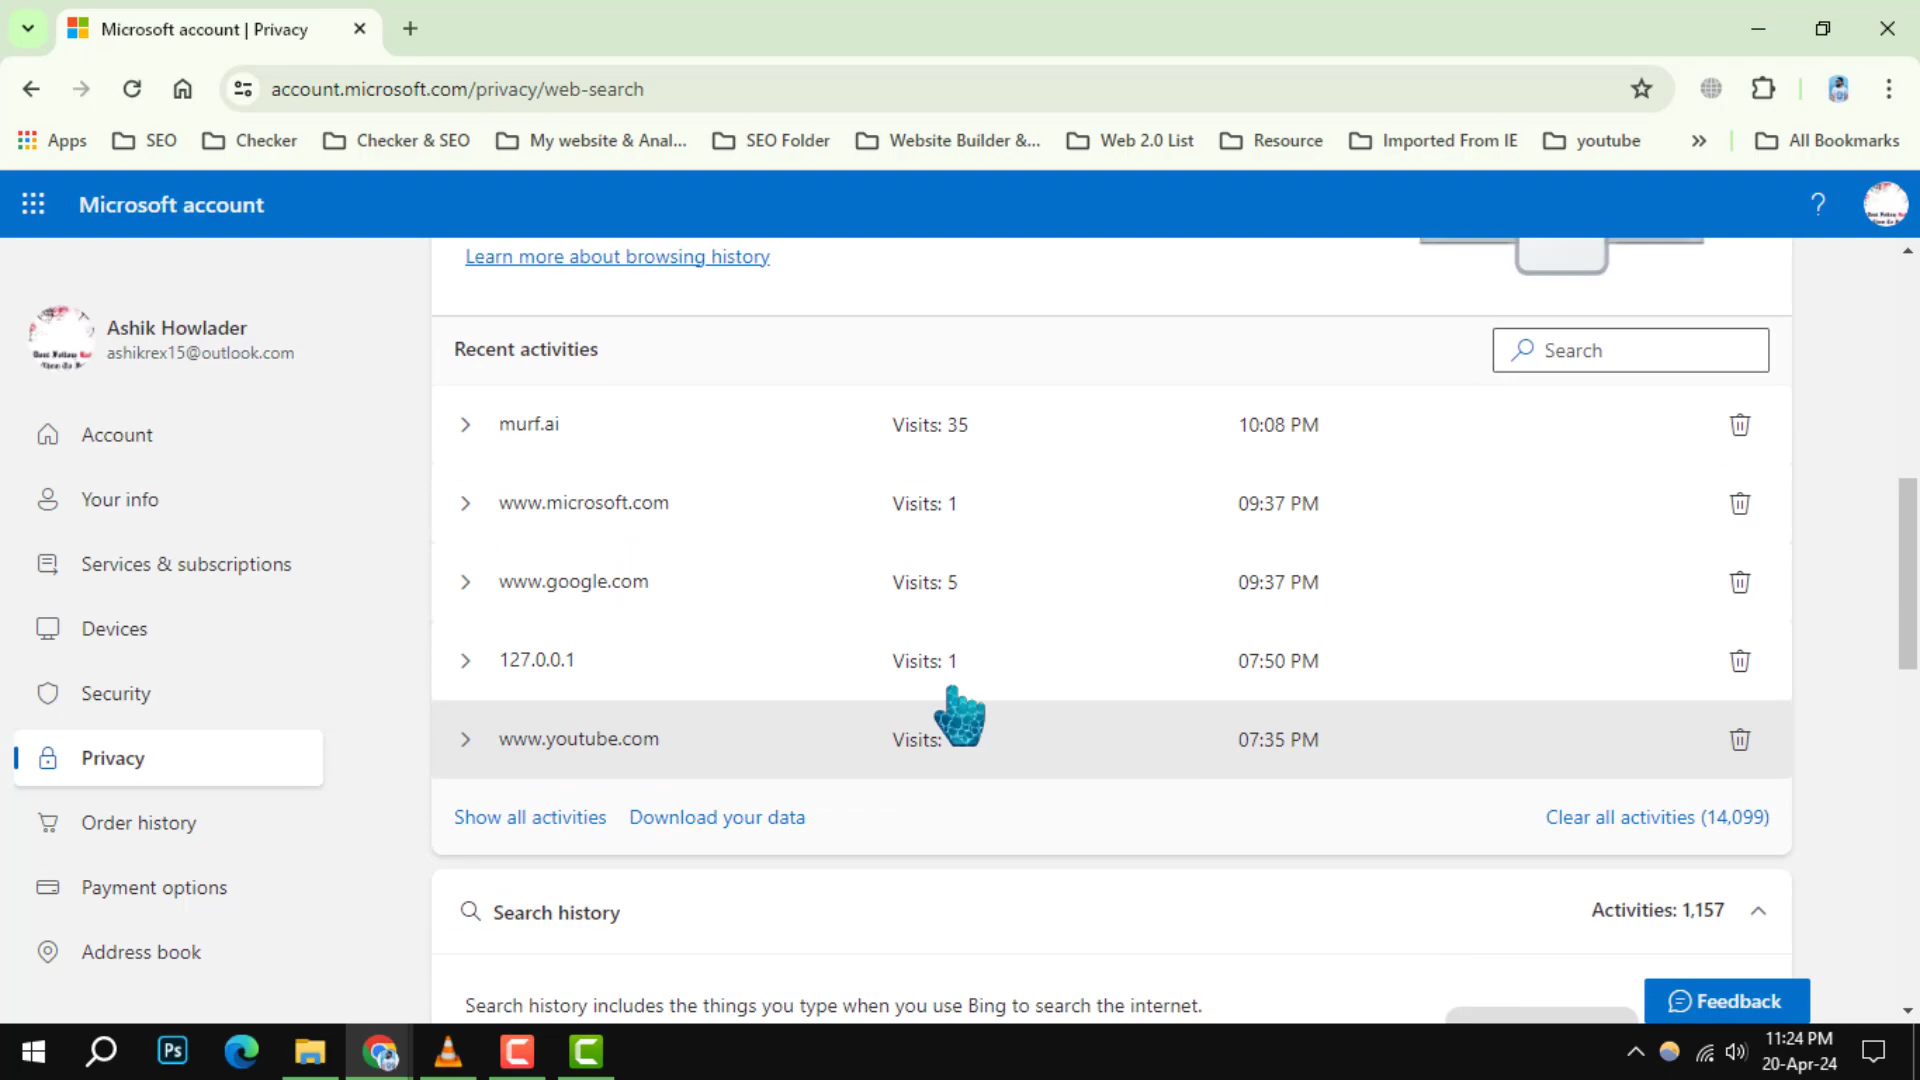 Microsoft account | Privacy
account.microsoft.com/privacy/web-search
Apps SEO Checker Checker & SEO My website & Anal... SEO Folder Website Builder &... Web 2.0 List Resource Imported From IE youtube » All Bookmarks
Microsoft account ?
Learn more about browsing history
Ashik Howlader
ashikrex15@outlook.com
Account
Your info
Services & subscriptions
Devices
Security
Privacy
Order history
Payment options
Address book
Recent activities Search
murf.ai Visits: 35 10:08 PM
www.microsoft.com Visits: 1 09:37 PM
www.google.com Visits: 5 09:37 PM
127.0.0.1 Visits: 1 07:50 PM
www.youtube.com Visits: 07:35 PM
Show all activities Download your data Clear all activities (14,099)
Search history Activities: 1,157
Search history includes the things you type when you use Bing to search the internet.
Feedback
Ps
11:24 PM
20-Apr-24